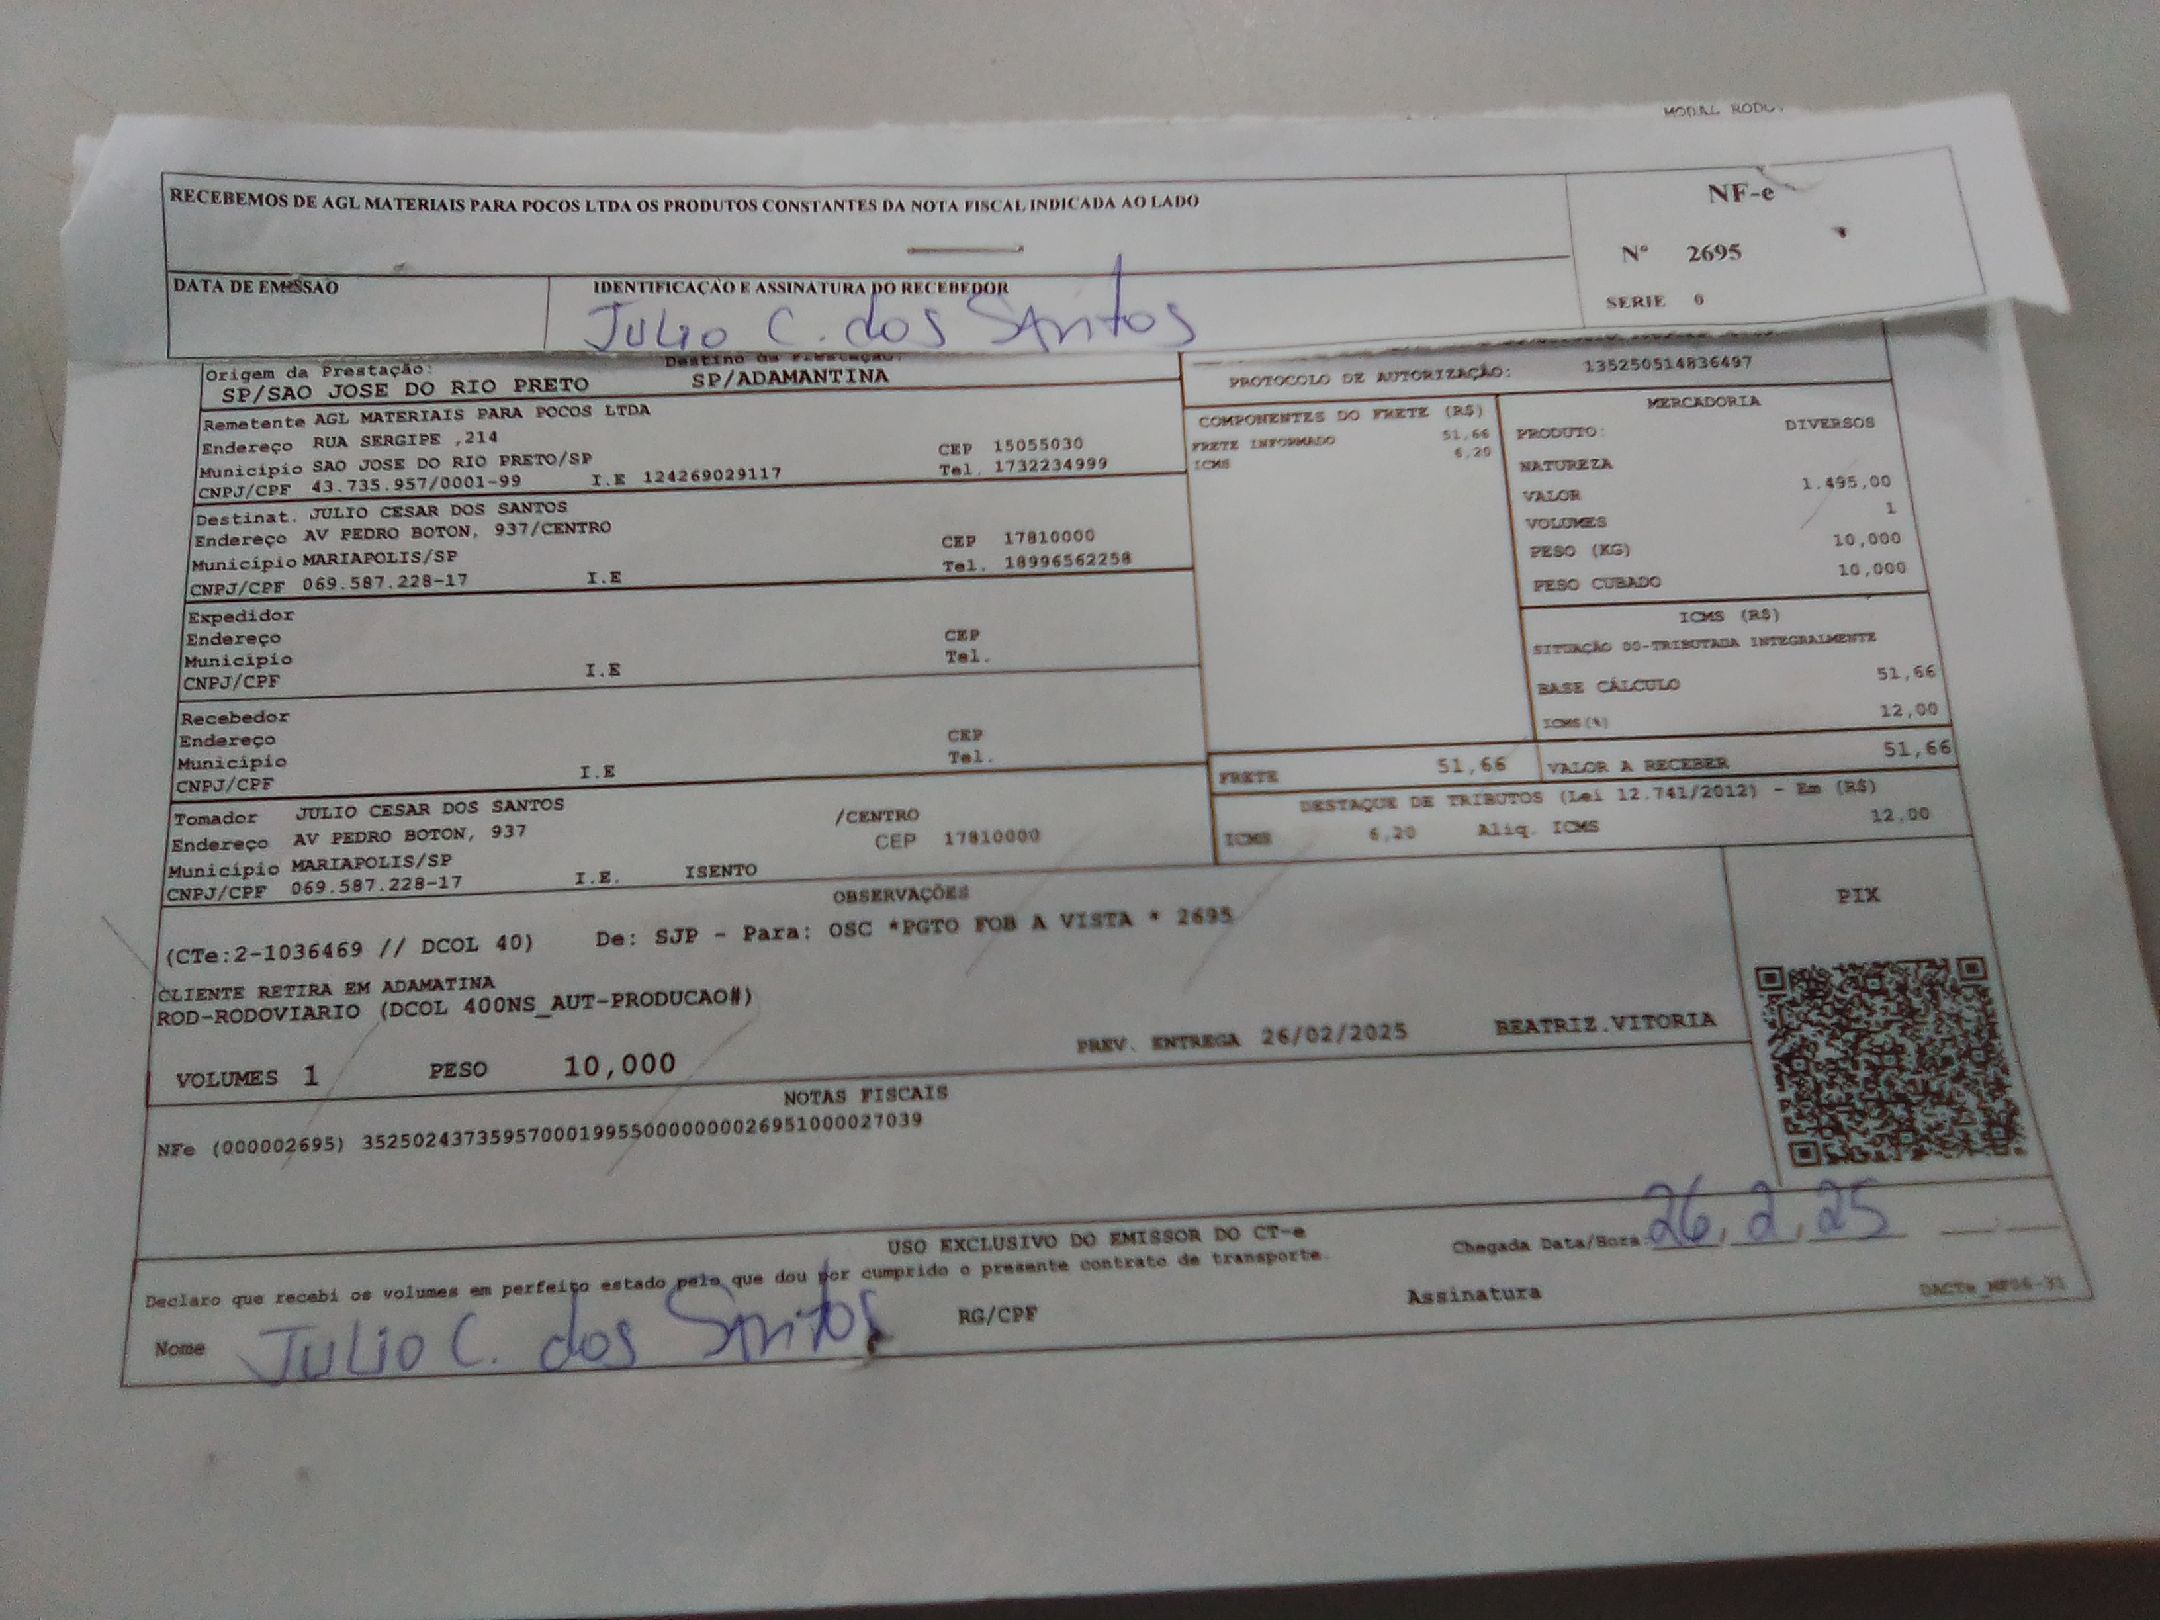 MODAL RODO
RECEBEMOS DE AGL MATERIAIS PARA POCOS LTDA OS PRODUTOS CONSTANTES DA NOTA FISCAL INDICADA AO LADO
NF-e
Nº 2695
SERIE 0
DATA DE EMISSÃO
IDENTIFICAÇÃO E ASSINATURA DO RECEBEDOR
Julio C. dos Santos
Origem da Prestação: Destino da Prestação:
SP/SAO JOSE DO RIO PRETO SP/ADAMANTINA
PROTOCOLO DE AUTORIZAÇÃO: 135250514836497
Remetente AGL MATERIAIS PARA POCOS LTDA
Endereço RUA SERGIPE ,214 CEP 15055030
Município SAO JOSE DO RIO PRETO/SP Tel. 1732234999
CNPJ/CPF 43.735.957/0001-99 I.E 124269029117
Destinat. JULIO CESAR DOS SANTOS
Endereço AV PEDRO BOTON, 937/CENTRO CEP 17810000
Município MARIAPOLIS/SP Tel. 18996562258
CNPJ/CPF 069.587.228-17 I.E
Expedidor
Endereço CEP
Município Tel.
CNPJ/CPF I.E
Recebedor
Endereço CEP
Município Tel.
CNPJ/CPF I.E
Tomador JULIO CESAR DOS SANTOS
Endereço AV PEDRO BOTON, 937 /CENTRO
Município MARIAPOLIS/SP CEP 17810000
CNPJ/CPF 069.587.228-17 I.E. ISENTO
COMPONENTES DO FRETE (R$)
FRETE INFORMADO 51,66
ICMS 6,20
MERCADORIA
PRODUTO: DIVERSOS
NATUREZA
VALOR 1.495,00
VOLUMES 1
PESO (KG) 10,000
PESO CUBADO 10,000
ICMS (R$)
SITUAÇÃO 00-TRIBUTADA INTEGRALMENTE
BASE CÁLCULO 51,66
ICMS(%) 12,00
FRETE 51,66 VALOR A RECEBER 51,66
DESTAQUE DE TRIBUTOS (Lei 12.741/2012) - Em (R$)
ICMS 6,20 Aliq. ICMS 12,00
OBSERVAÇÕES
(CTe:2-1036469 // DCOL 40) De: SJP - Para: OSC *PGTO FOB A VISTA * 2695
CLIENTE RETIRA EM ADAMATINA
ROD-RODOVIARIO (DCOL 400NS_AUT-PRODUCAO#)
VOLUMES 1 PESO 10,000 PREV. ENTREGA 26/02/2025 BEATRIZ.VITORIA
PIX
NOTAS FISCAIS
NFe (000002695) 35250243735957000199550000000026951000027039
USO EXCLUSIVO DO EMISSOR DO CT-e
Declaro que recebi os volumes em perfeito estado pelo que dou por cumprido o presente contrato de transporte.
Chegada Data/Hora 26, 2, 25
Nome Julio C. dos Santos RG/CPF Assinatura